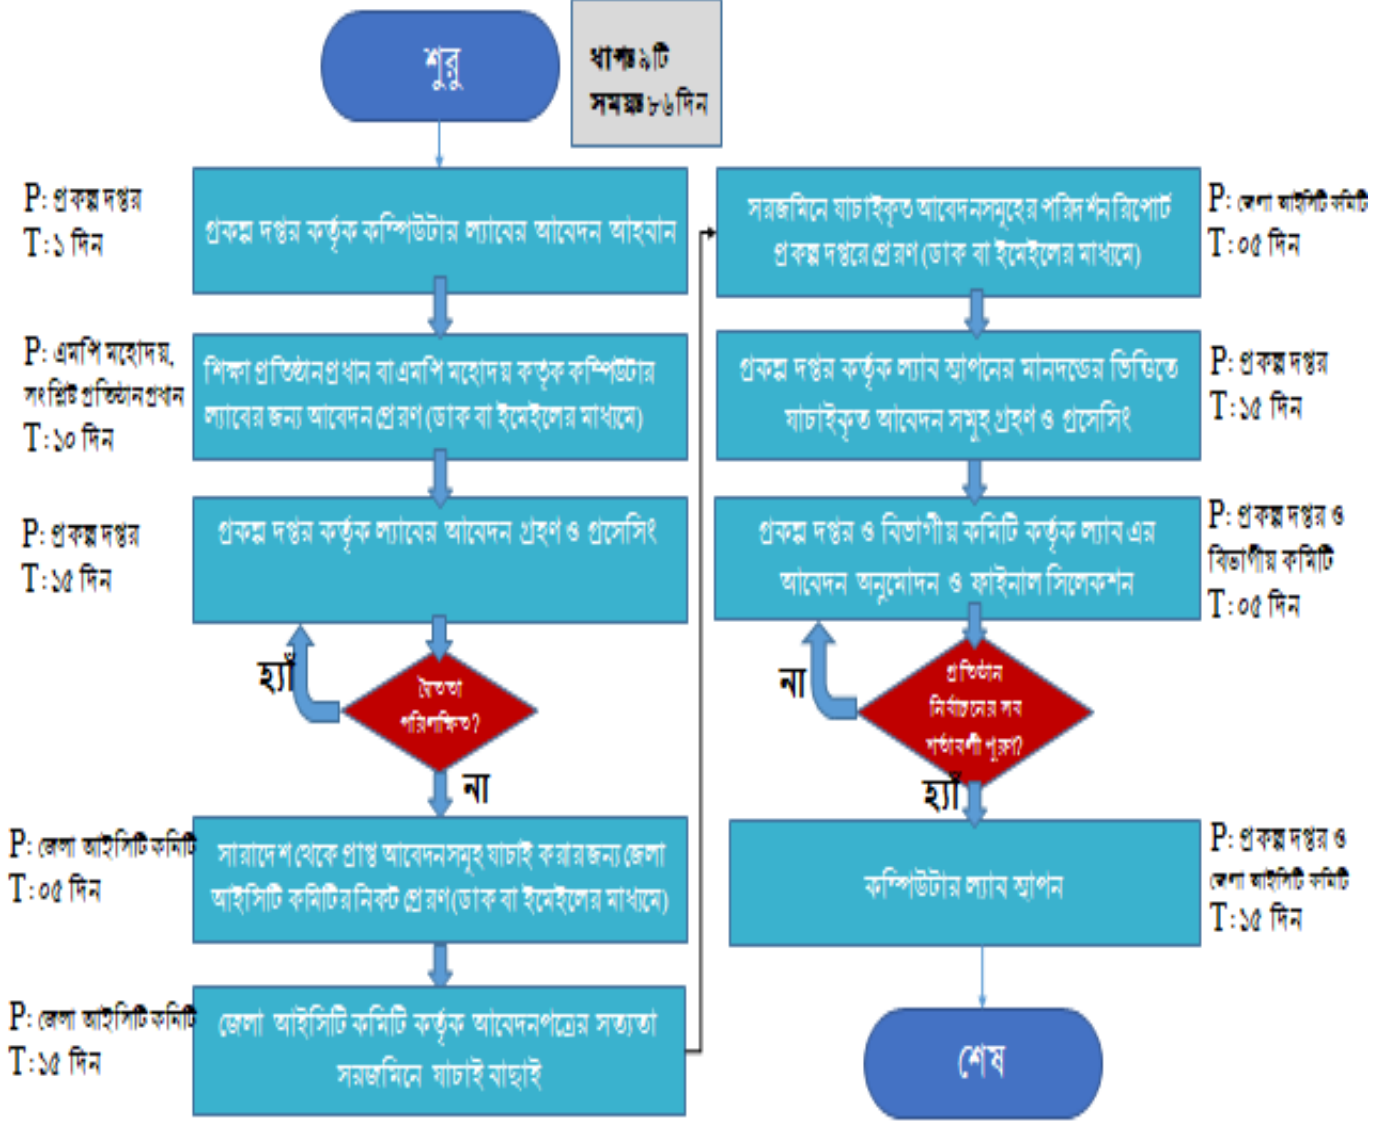 শুরু
ধাপঃ ৯টি
সময়ঃ ৮৬ দিন
P: প্রকল্প দপ্তর
T: ১ দিন
প্রকল্প দপ্তর কর্তৃক কম্পিউটার ল্যাবের আবেদন আহবান
P: এমপি মহোদয়,
সংশ্লিষ্ট প্রতিষ্ঠান প্রধান
T: ১০ দিন
শিক্ষা প্রতিষ্ঠান প্রধান বা এমপি মহোদয় কর্তৃক কম্পিউটার
ল্যাবের জন্য আবেদন প্রেরণ (ডাক বা ইমেইলের মাধ্যমে)
P: প্রকল্প দপ্তর
T: ১৫ দিন
প্রকল্প দপ্তর কর্তৃক ল্যাবের আবেদন গ্রহণ ও প্রসেসিং
হ্যাঁ
দ্বৈততা
পরিলক্ষিত?
না
P: জেলা আইসিটি কমিটি
T: ০৫ দিন
সারাদেশ থেকে প্রাপ্ত আবেদনসমূহ যাচাই করার জন্য জেলা
আইসিটি কমিটির নিকট প্রেরণ (ডাক বা ইমেইলের মাধ্যমে)
P: জেলা আইসিটি কমিটি
T: ১৫ দিন
জেলা আইসিটি কমিটি কর্তৃক আবেদনপত্রের সত্যতা
সরজমিনে যাচাই বাছাই
সরজমিনে যাচাইকৃত আবেদনসমূহের পরিদর্শন রিপোর্ট
প্রকল্প দপ্তরে প্রেরণ (ডাক বা ইমেইলের মাধ্যমে)
P: জেলা আইসিটি কমিটি
T: ০৫ দিন
প্রকল্প দপ্তর কর্তৃক ল্যাব স্থাপনের মানদন্ডের ভিত্তিতে
যাচাইকৃত আবেদন সমূহ গ্রহণ ও প্রসেসিং
P: প্রকল্প দপ্তর
T: ১৫ দিন
প্রকল্প দপ্তর ও বিভাগীয় কমিটি কর্তৃক ল্যাব এর
আবেদন অনুমোদন ও ফাইনাল সিলেকশন
P: প্রকল্প দপ্তর ও
বিভাগীয় কমিটি
T: ০৫ দিন
না
প্রতিষ্ঠান
নির্বাচনের সব
শর্তাবলী পূরণ?
হ্যাঁ
কম্পিউটার ল্যাব স্থাপন
P: প্রকল্প দপ্তর ও
জেলা আইসিটি কমিটি
T: ১৫ দিন
শেষ